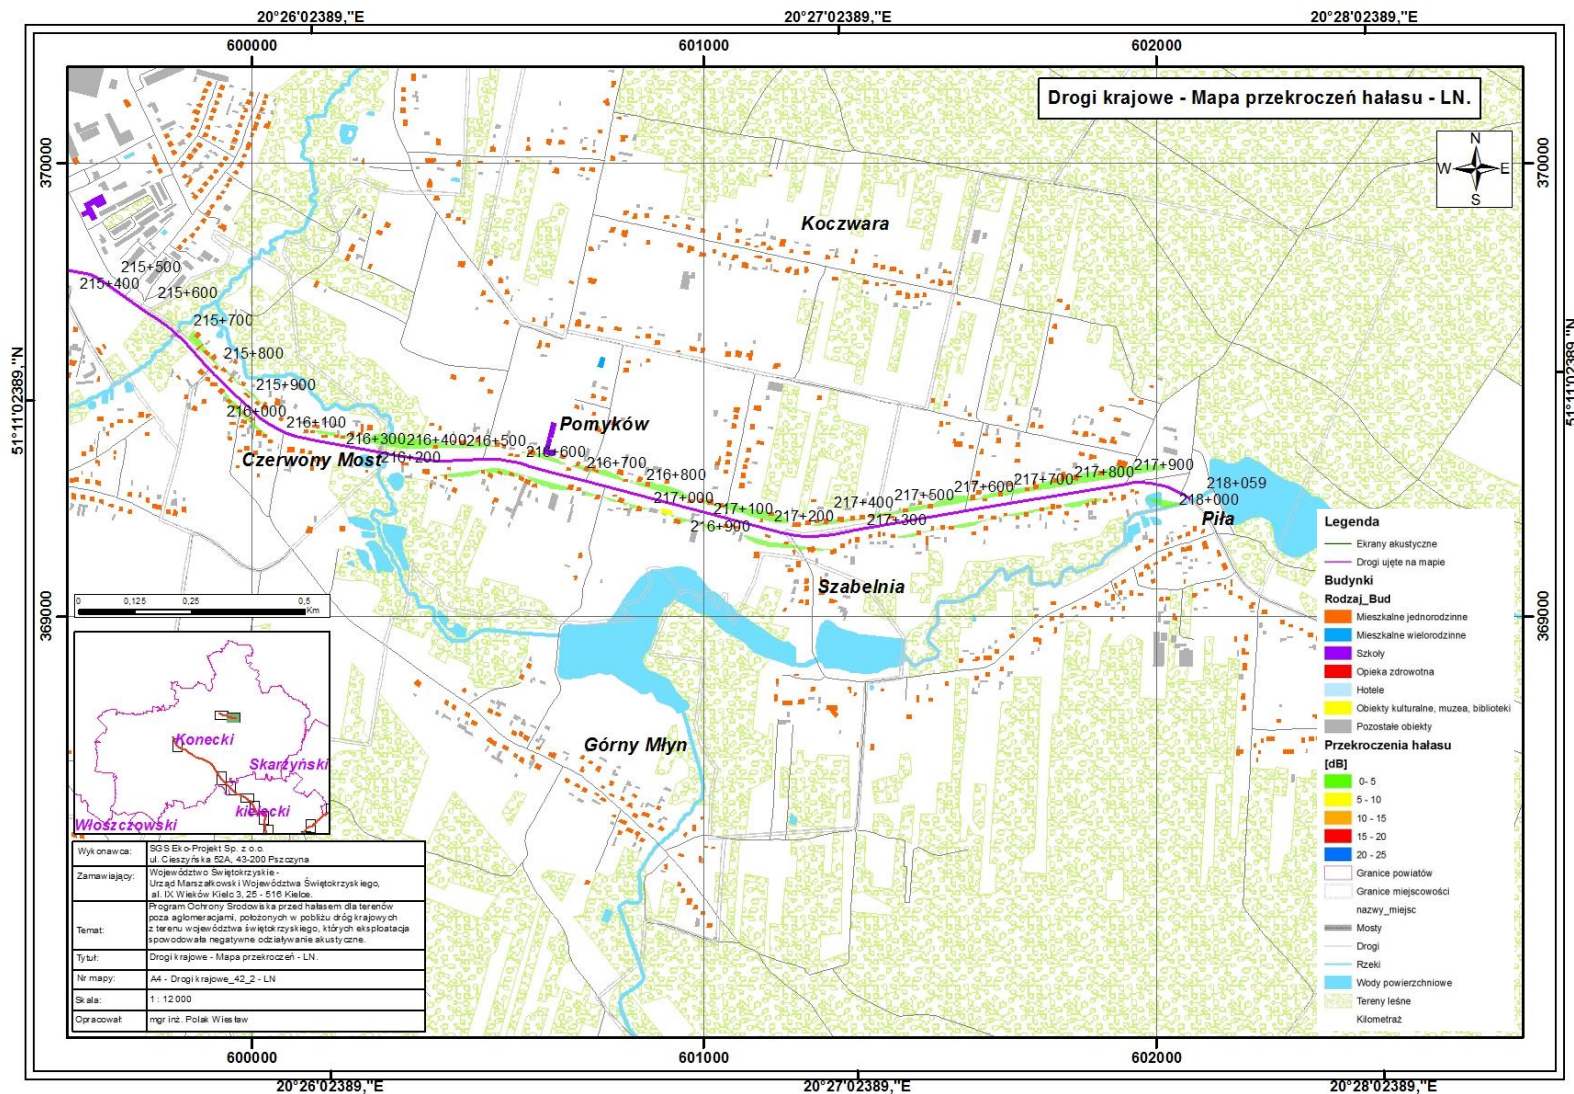 20°26'02389,"E
20°27'02389,"E
20°28'02389,"E
600000
601000
602000
Drogi krajowe - Mapa przekroczeń hałasu - LN.
370000
370000
N
W
E
S
Koczwara
215+500
215+400
215+600
215+700
215+800
215+900
216+000
216+100
216+300
216+400
216+500
216+200
Czerwony Most
Pomyków
216+600
216+700
216+800
217+000
217+100
216+900
217+200
217+400
217+300
217+500
217+600
217+700
217+800
217+900
218+059
218+000
Piła
Szabelnia
Górny Młyn
51°11'02389,"N
51°11'02389,"N
369000
369000
0
0,125
0,25
0,5
Km
Konecki
Skarżyński
kielecki
Włoszczowski
Legenda
Ekrany akustyczne
Drogi ujęte na mapie
Budynki
Rodzaj_Bud
Mieszkalne jednorodzinne
Mieszkalne wielorodzinne
Szkoły
Opieka zdrowotna
Hotele
Obiekty kulturalne, muzea, biblioteki
Pozostałe obiekty
Przekroczenia hałasu
[dB]
0- 5
5 - 10
10 - 15
15 - 20
20 - 25
Granice powiatów
Granice miejscowości
nazwy_miejsc
Mosty
Drogi
Rzeki
Wody powierzchniowe
Tereny leśne
Kilometraż
Wykonawca:
SGS Eko-Projekt Sp. z o.o.
ul. Cieszyńska 52A, 43-200 Pszczyna
Zamawiający:
Województwo Świętokrzyskie -
Urząd Marszałkowski Województwa Świętokrzyskiego,
al. IX Wieków Kielc 3, 25 - 516 Kielce.
Temat:
Program Ochrony Środowiska przed hałasem dla terenów
poza aglomeracjami, położonych w pobliżu dróg krajowych
z terenu województwa świętokrzyskiego, których eksploatacja
spowodowała negatywne odziaływanie akustyczne.
Tytuł:
Drogi krajowe - Mapa przekroczeń - LN.
Nr mapy:
A4 - Drogi krajowe_42_2 - LN
Skala:
1 : 12 000
Opracował:
mgr inż. Polak Wiesław
600000
601000
602000
20°26'02389,"E
20°27'02389,"E
20°28'02389,"E